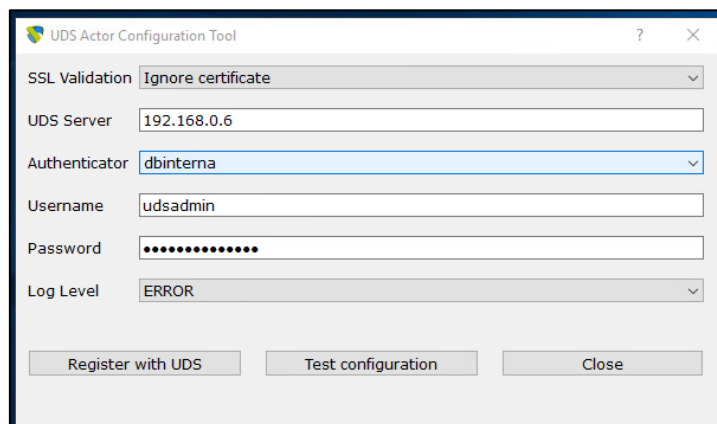 UDS Actor Configuration Tool ?
SSL Validation Ignore certificate
UDS Server 192.168.0.6
Authenticator dbinterna
Username udsadmin
Password ••••••••••••••
Log Level ERROR
Register with UDS Test configuration Close